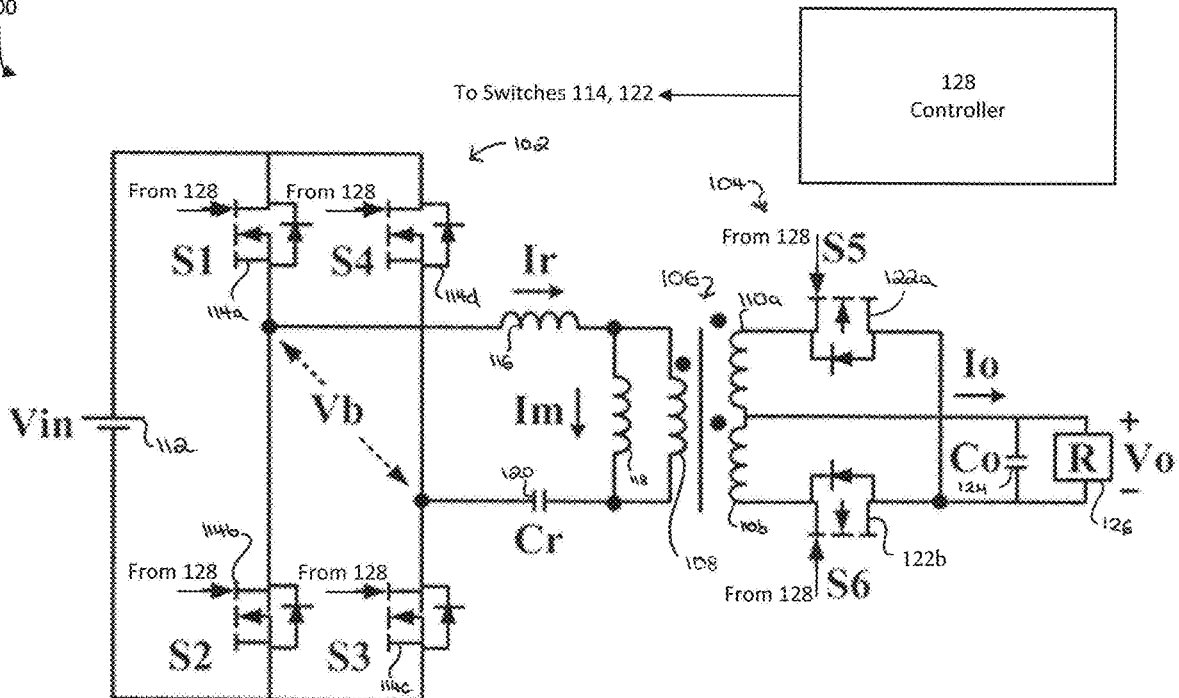 00
128
Controller
To Switches 114, 122
102
104
From 128
From 128
S1
S4
114a
114d
From 128
S5
122a
Ir
116
106
110a
Vin
112
Vb
Im
118
Io
+
Co
124
R
Vo
-
126
120
Cr
108
110b
122b
From 128
S6
114b
From 128
From 128
S2
S3
114c